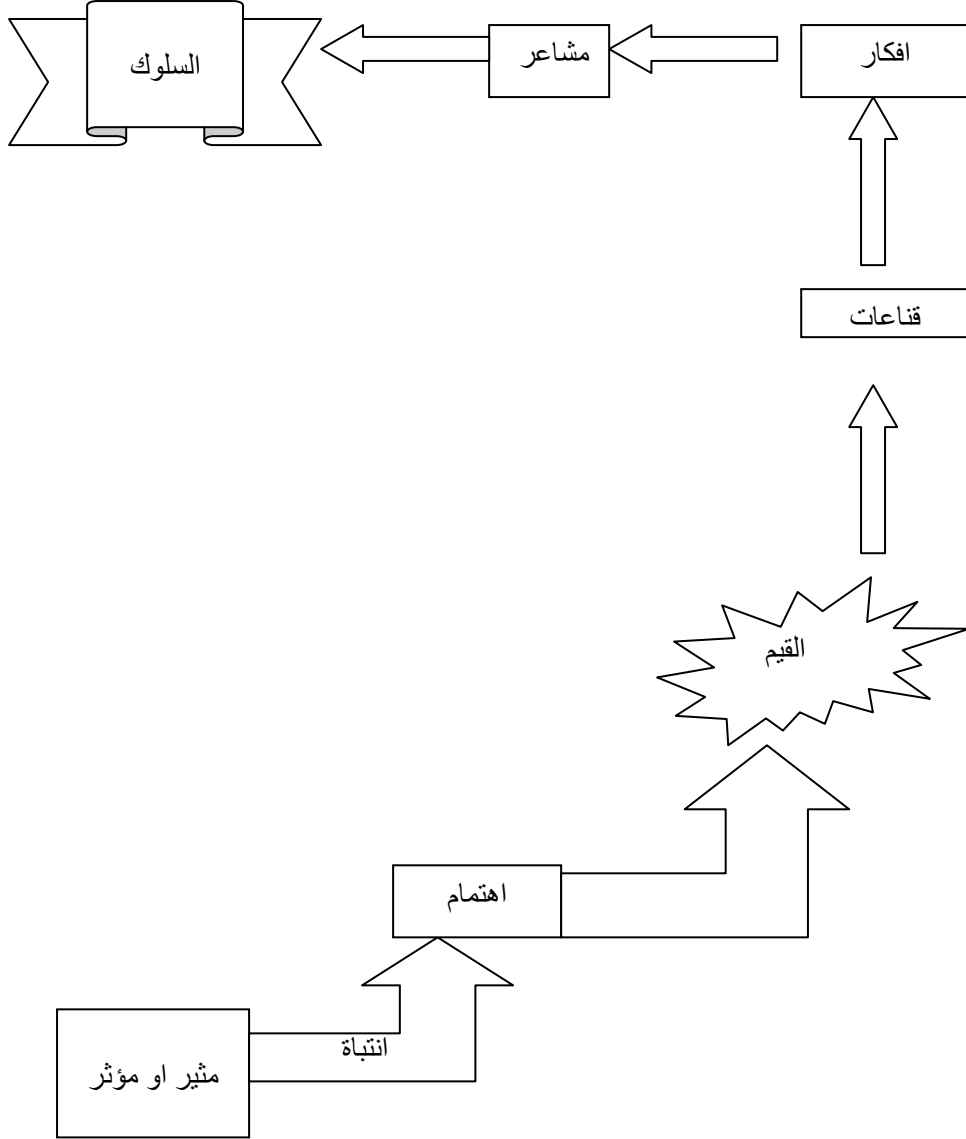 افكار
مشاعر
السلوك
قناعات
القيم
اهتمام
انتباة
مثير او مؤثر